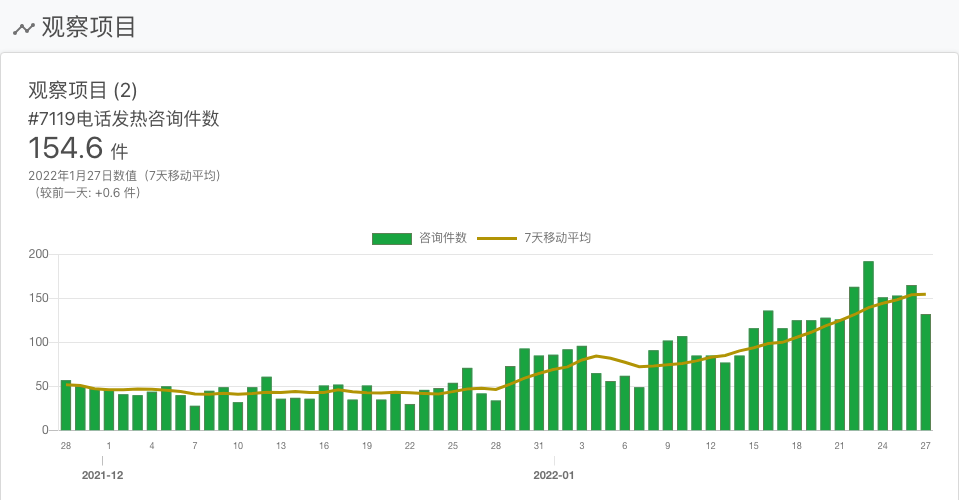 观察项目
观察项目 (2)
#7119电话发热咨询件数
154.6 件
2022年1月27日数值（7天移动平均）
（较前一天: +0.6 件）
咨询件数 7天移动平均
200
150
100
50
0
28 1 4 7 10 13 16 19 22 25 28 31 3 6 9 12 15 18 21 24 27
2021-12 2022-01